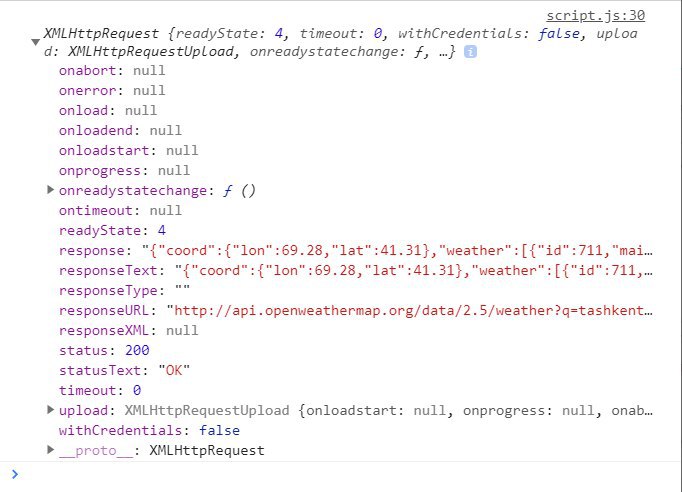 script.js:30
XMLHttpRequest {readyState: 4, timeout: 0, withCredentials: false, uploa
d: XMLHttpRequestUpload, onreadystatechange: ƒ, …} i
onabort: null
onerror: null
onload: null
onloadend: null
onloadstart: null
onprogress: null
onreadystatechange: ƒ ()
ontimeout: null
readyState: 4
response: "{"coord":{"lon":69.28,"lat":41.31},"weather":[{"id":711,"mai…
responseText: "{"coord":{"lon":69.28,"lat":41.31},"weather":[{"id":711,…
responseType: ""
responseURL: "http://api.openweathermap.org/data/2.5/weather?q=tashkent…
responseXML: null
status: 200
statusText: "OK"
timeout: 0
upload: XMLHttpRequestUpload {onloadstart: null, onprogress: null, onab…
withCredentials: false
__proto__: XMLHttpRequest